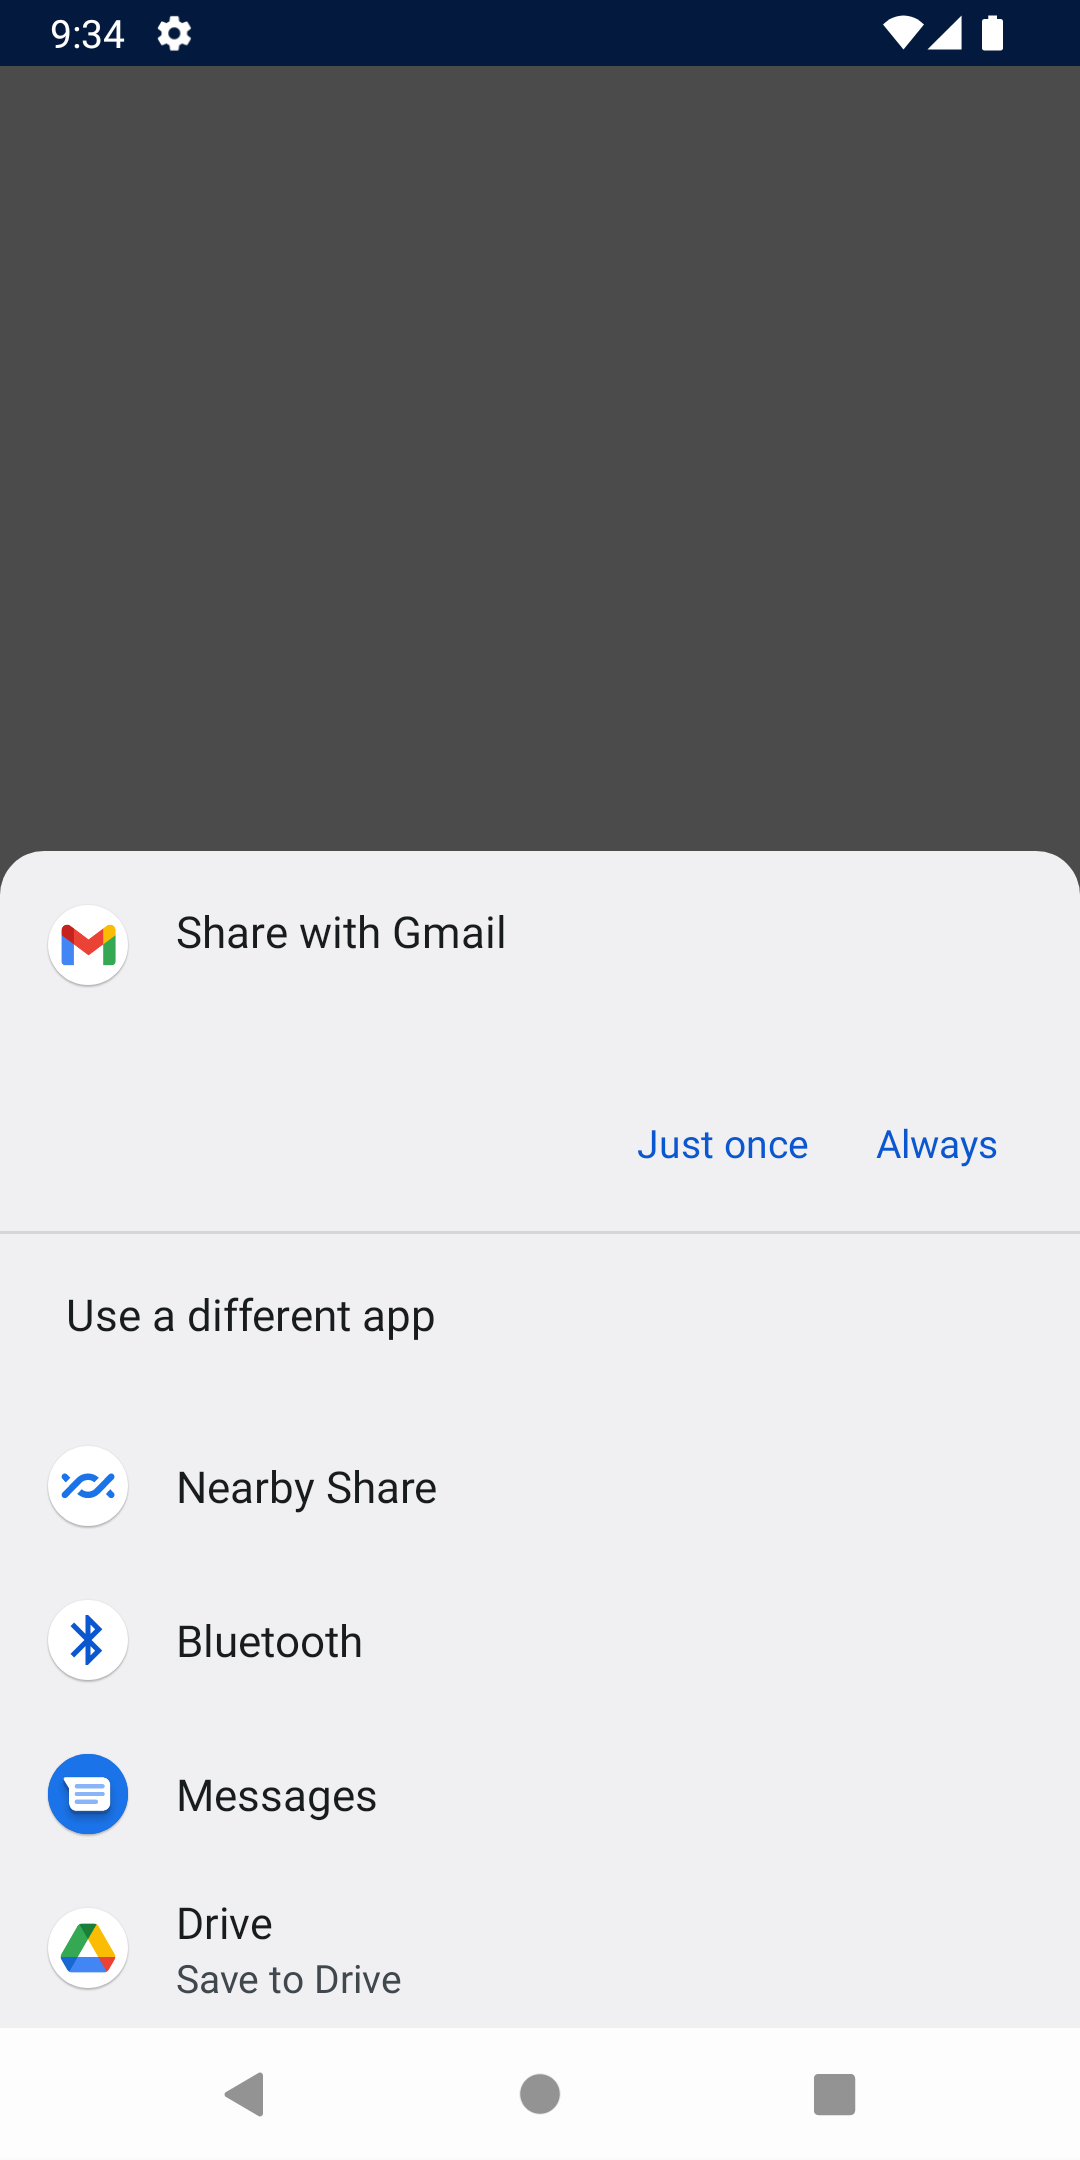 9:34
Share with Gmail
Just once Always
Use a different app
Nearby Share
Bluetooth
Messages
Drive
Save to Drive